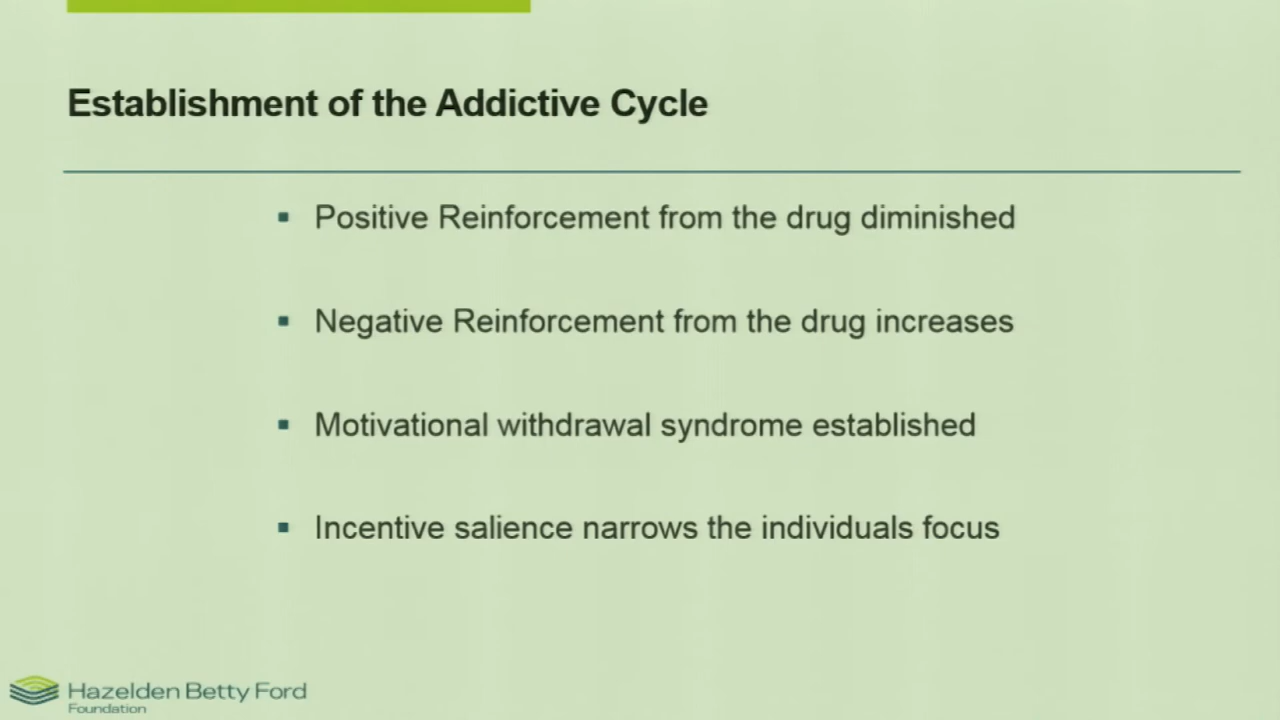 Establishment of the Addictive Cycle
▪ Positive Reinforcement from the drug diminished
▪ Negative Reinforcement from the drug increases
▪ Motivational withdrawal syndrome established
▪ Incentive salience narrows the individuals focus
Hazelden Betty Ford
Foundation